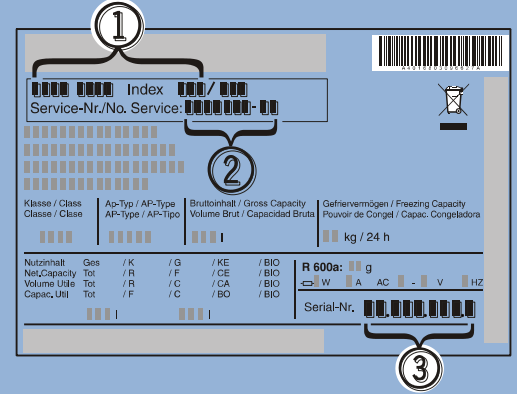 1
A4016803096827A
Index /
Service-Nr./No. Service: -
2
Klasse / Class
Classe / Clase
Ap-Typ / AP-Type
AP-Type / AP-Tipo
Bruttoinhalt / Gross Capacity
Volume Brut / Capacidad Bruta
l
Gefriervermögen / Freezing Capacity
Pouvoir de Congel / Capac. Congeladora
kg / 24 h
Nutzinhalt Ges / K / G / KE / BIO
Net.Capacity Tot / R / F / CE / BIO
Volume Utile Tot / R / C / CA / BIO
Capac. Util Tot / F / C / BO / BIO
l l
R 600a: g
W A AC - V HZ
Serial-Nr. . . .
3